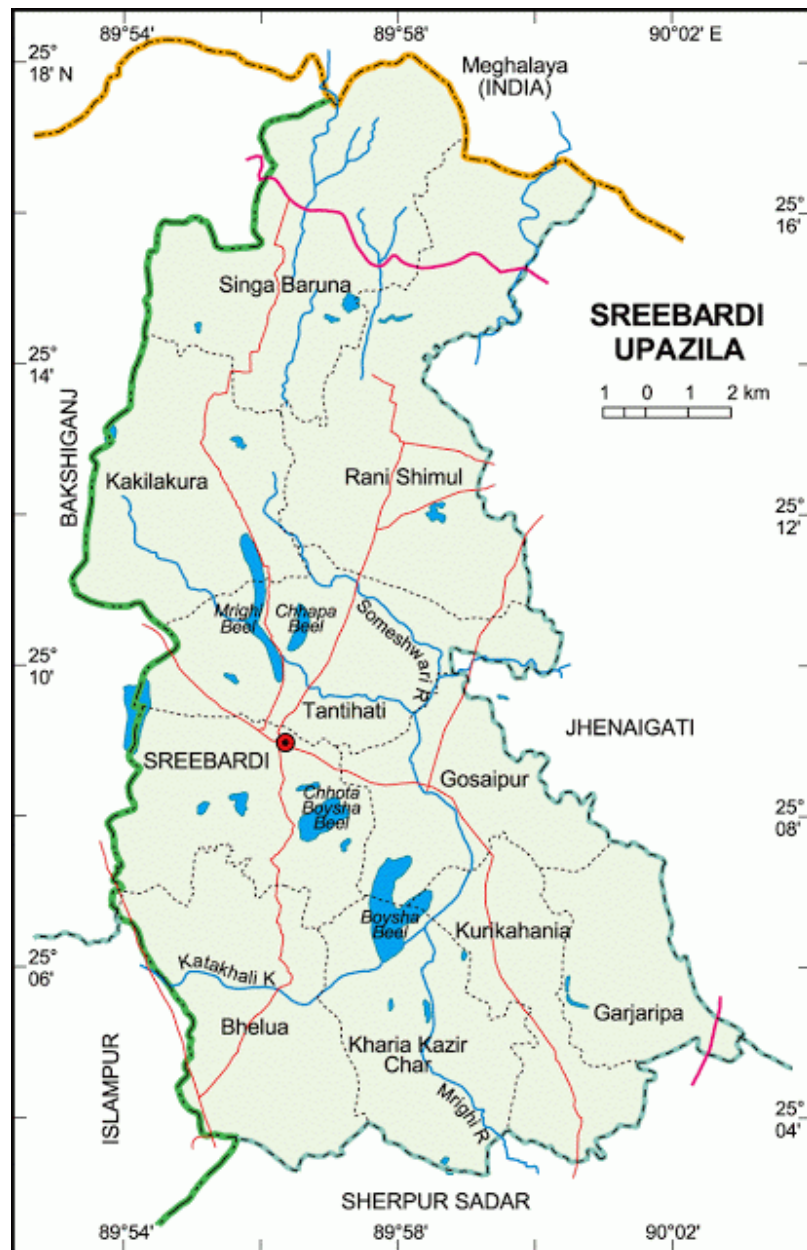 89°54'
89°58'
90°02' E
25°
18' N
Meghalaya
(INDIA)
25°
16'
Singa Baruna
SREEBARDI
UPAZILA
25°
14'
1 0 1 2 km
BAKSHIGANJ
Kakilakura
Rani Shimul
25°
12'
Mrighi
Beel
Chhapa
Beel
Someshwari R
25°
10'
Tantihati
JHENAIGATI
SREEBARDI
Gosaipur
Chhota
Boysha
Beel
25°
08'
Boysha
Beel
Kurikahania
25°
06'
Katakhali K
Garjaripa
Bhelua
Kharia Kazir
Char
ISLAMPUR
Mrighi R
25°
04'
SHERPUR SADAR
89°54'
89°58'
90°02'